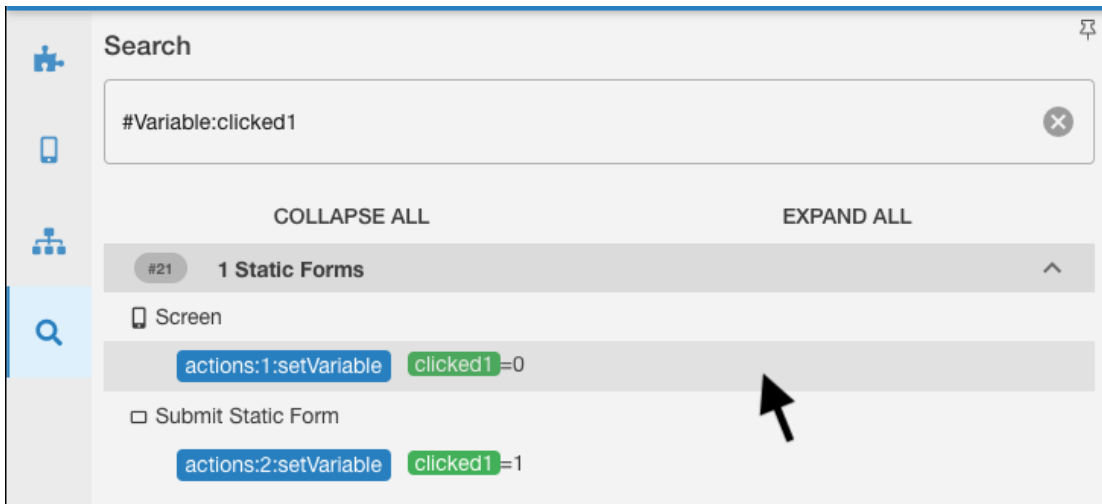 Search
#Variable:clicked1
COLLAPSE ALL EXPAND ALL
#21 1 Static Forms
Screen
actions:1:setVariable clicked1=0
Submit Static Form
actions:2:setVariable clicked1=1